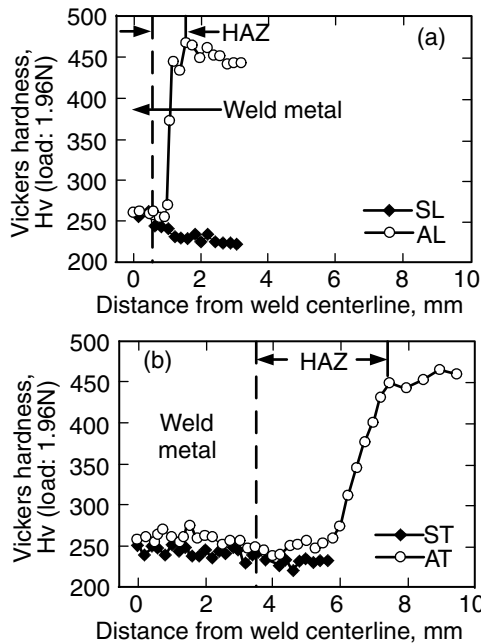 500
HAZ
(a)
450
400
Weld metal
350
300
SL
250
AL
200
0 2 4 6 8 10
Distance from weld centerline, mm
Vickers hardness,
Hv (load: 1.96N)
500
(b)
HAZ
450
400
Weld
metal
350
300
ST
250
AT
200
0 2 4 6 8 10
Distance from weld centerline, mm
Vickers hardness,
Hv (load: 1.96N)